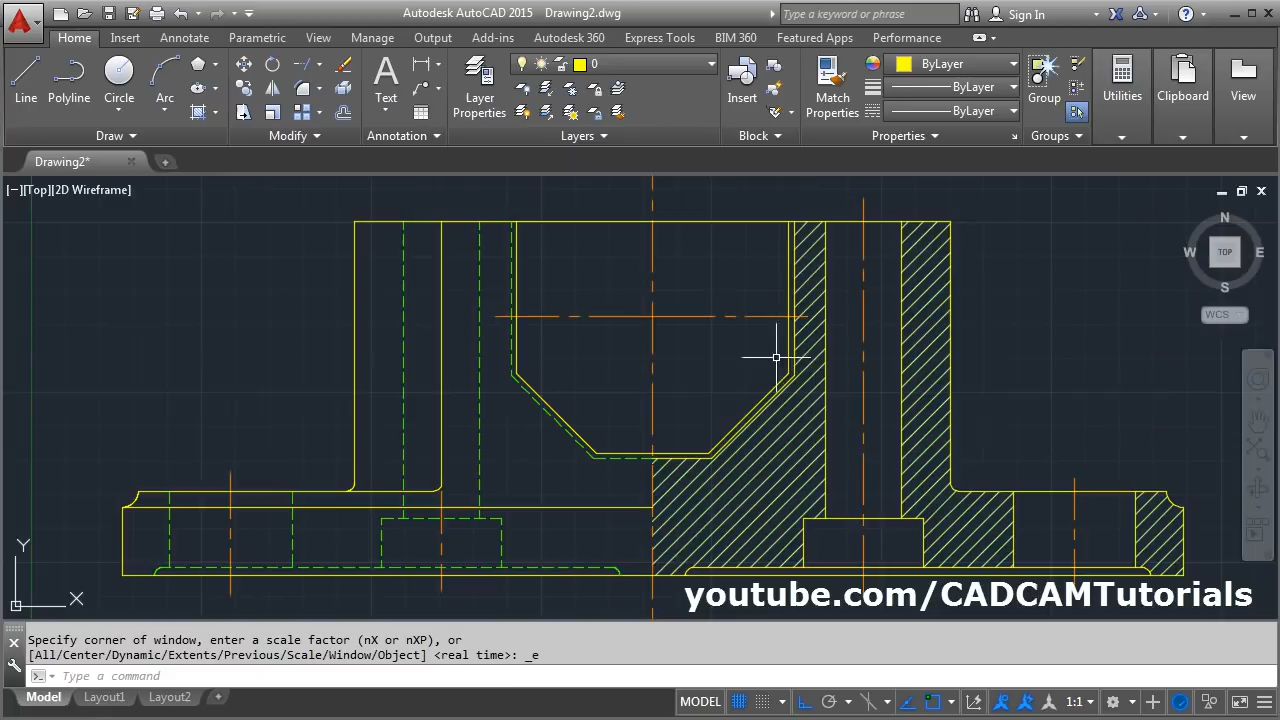 Autodesk AutoCAD 2015 Drawing2.dwg
Type a keyword or phrase
Sign In
Home Insert Annotate Parametric View Manage Output Add-ins Autodesk 360 Express Tools BIM 360 Featured Apps Performance
0
ByLayer
ByLayer
ByLayer
Line Polyline Circle Arc Text Layer Properties Insert Match Properties Group Utilities Clipboard View
Draw Modify Annotation Layers Block Properties Groups
Drawing2*
[−][Top][2D Wireframe]
N
W TOP E
S
WCS
Y
X
youtube.com/CADCAMTutorials
Specify corner of window, enter a scale factor (nX or nXP), or
[All/Center/Dynamic/Extents/Previous/Scale/Window/Object] <real time>: _e
Type a command
Model Layout1 Layout2
MODEL 1:1